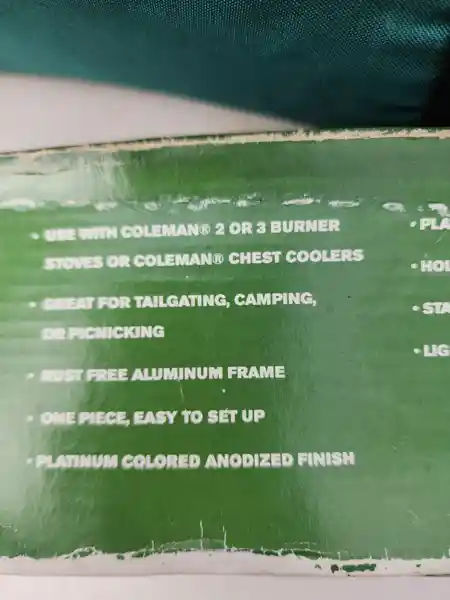 • USE WITH COLEMAN® 2 OR 3 BURNER
STOVES OR COLEMAN® CHEST COOLERS
• GREAT FOR TAILGATING, CAMPING,
OR PICNICKING
• RUST FREE ALUMINUM FRAME
• ONE PIECE, EASY TO SET UP
• PLATINUM COLORED ANODIZED FINISH
• PLA
• HOL
• STA
• LIG